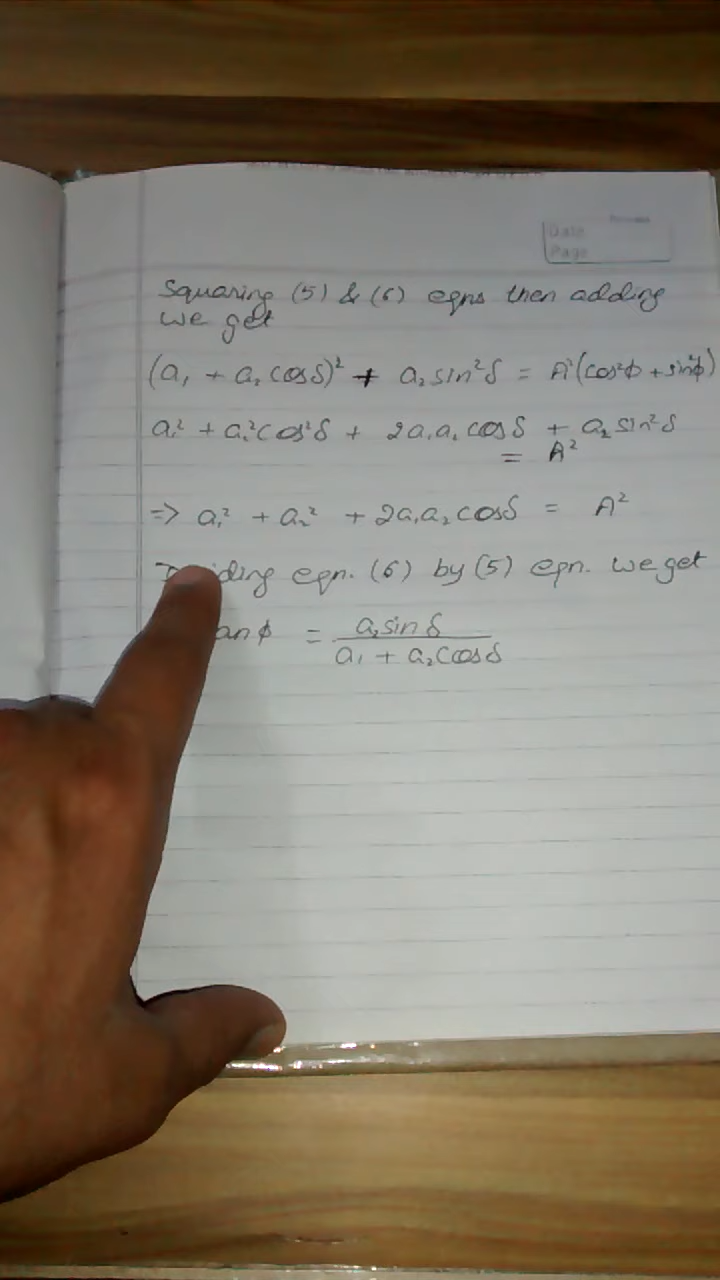 Date
Page
Squaring (5) & (6) eqns then adding
we get
(a₁ + a₂ cosδ)² + a₂ sin²δ = A²(cos²ϕ + sin²ϕ)
a₁² + a₂²cos²δ + 2a₁a₂ cosδ + a₂ sin²δ
= A²
=> a₁² + a₂² + 2a₁a₂cosδ = A²
eqn. (6) by (5) eqn. we get
anϕ = a₂sinδ
a₁ + a₂cosδ